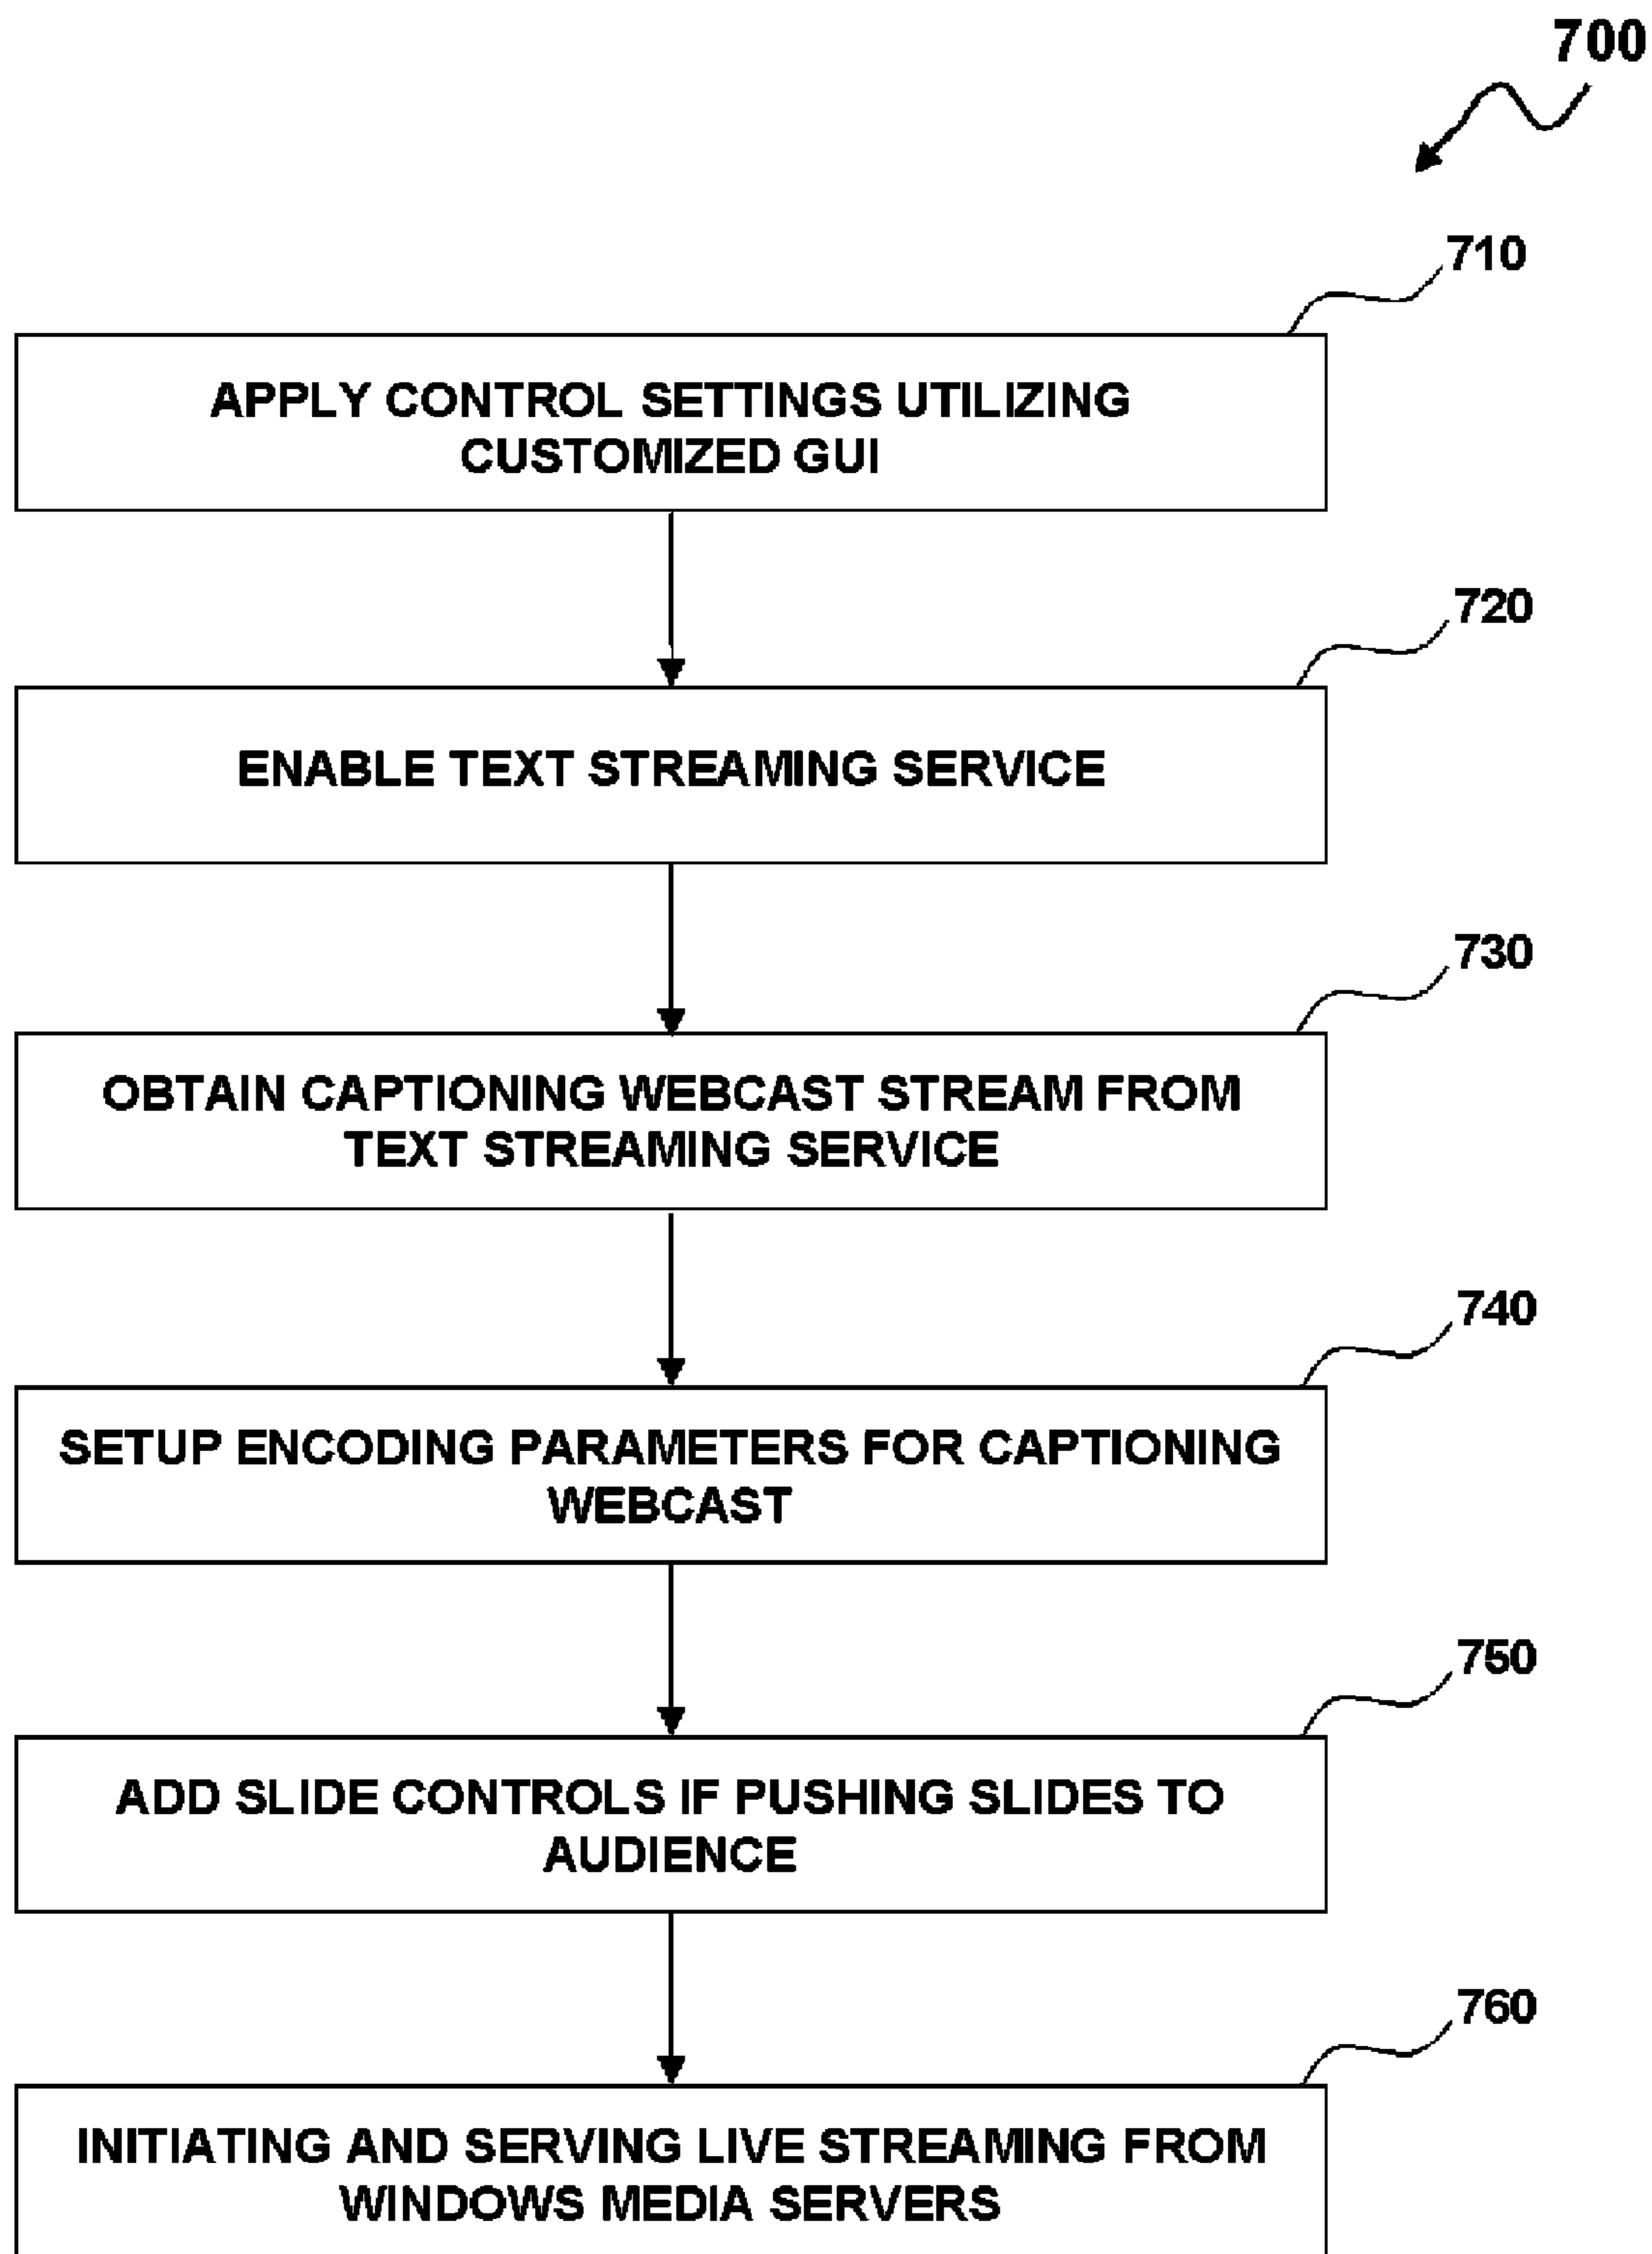 700
710
APPLY CONTROL SETTINGS UTILIZING
CUSTOMIZED GUI
720
ENABLE TEXT STREAMING SERVICE
730
OBTAIN CAPTIONING WEBCAST STREAM FROM
TEXT STREAMING SERVICE
740
SETUP ENCODING PARAMETERS FOR CAPTIONING
WEBCAST
750
ADD SLIDE CONTROLS IF PUSHING SLIDES TO
AUDIENCE
760
INITIATING AND SERVING LIVE STREAMING FROM
WINDOWS MEDIA SERVERS